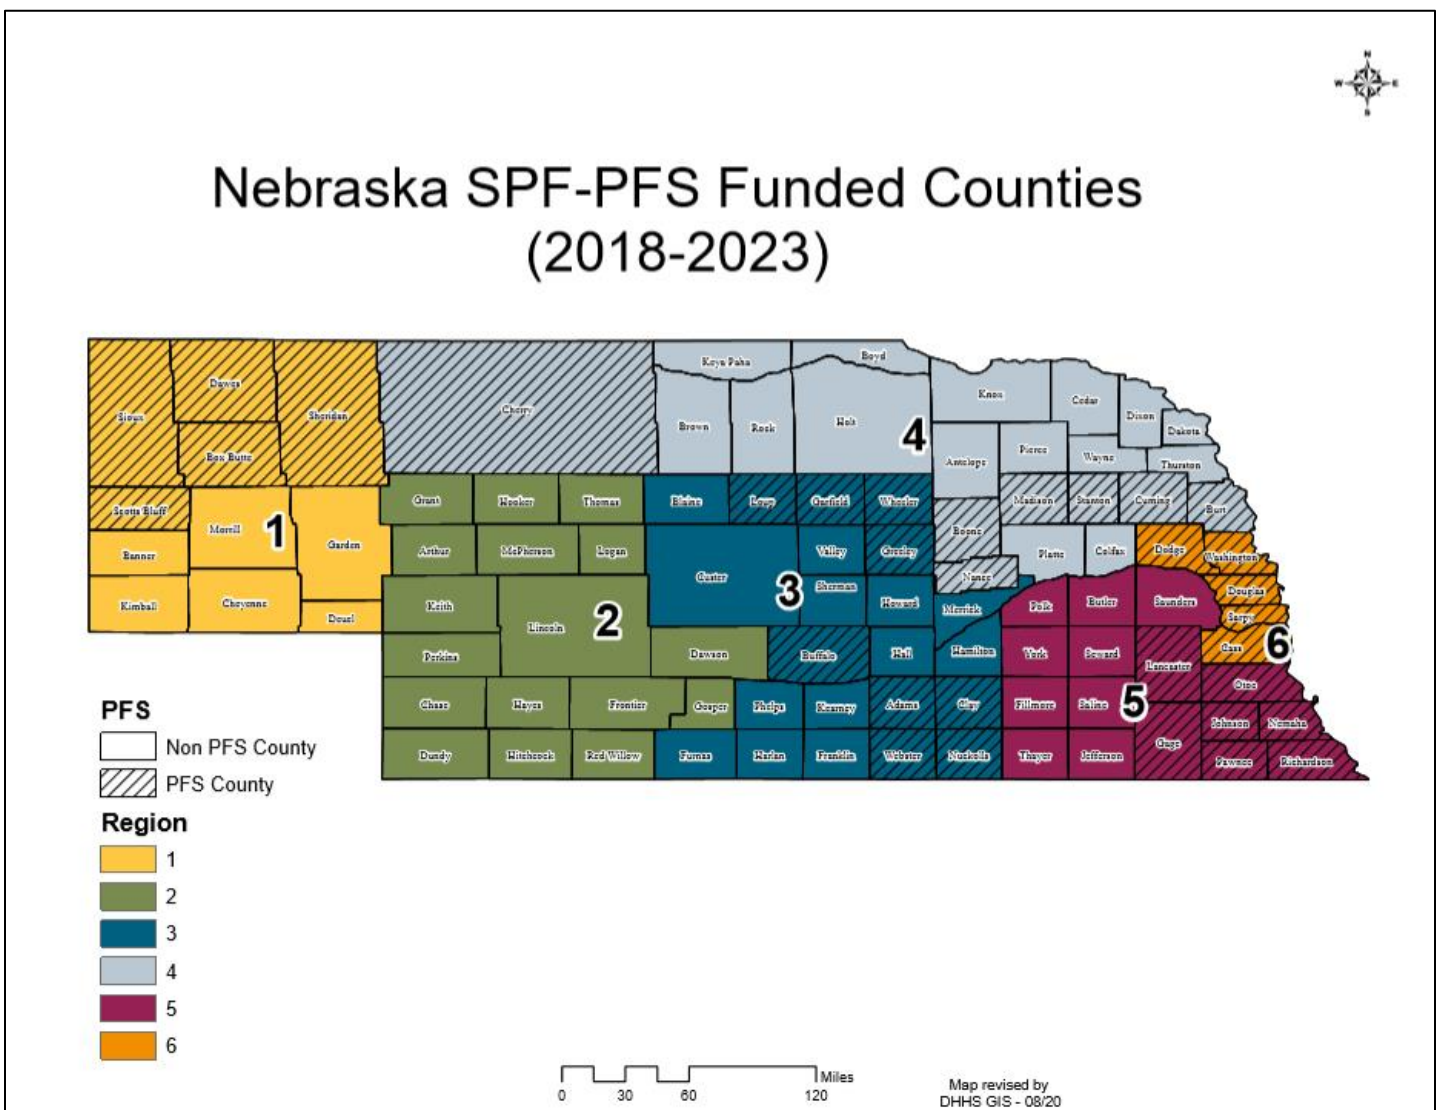 N
W E
S
Nebraska SPF-PFS Funded Counties
(2018-2023)
Keya Paha
Boyd
Dawes
Sioux
Sheridan
Cherry
Knox
Cedar
Dixon
Dakota
Brown
Rock
Holt
4
Box Butte
Antelope
Pierce
Wayne
Thurston
Scotts Bluff
Morrill
1
Garden
Grant
Hooker
Thomas
Blaine
Loup
Garfield
Wheeler
Madison
Stanton
Cuming
Burt
Boone
Banner
Arthur
McPherson
Logan
Custer
Valley
Greeley
Platte
Colfax
Dodge
Washington
Nance
Kimball
Cheyenne
Deuel
Keith
Lincoln
2
3
Sherman
Howard
Merrick
Polk
Butler
Saunders
Douglas
Sarpy
Perkins
Dawson
Buffalo
Hall
Hamilton
York
Seward
Lancaster
Cass
6
Otoe
Chase
Hayes
Frontier
Gosper
Phelps
Kearney
Adams
Clay
Fillmore
Saline
5
Johnson
Nemaha
Dundy
Hitchcock
Red Willow
Furnas
Harlan
Franklin
Webster
Nuckolls
Thayer
Jefferson
Gage
Pawnee
Richardson
PFS
Non PFS County
PFS County
Region
1
2
3
4
5
6
Miles
0 30 60 120
Map revised by
DHHS GIS - 08/20